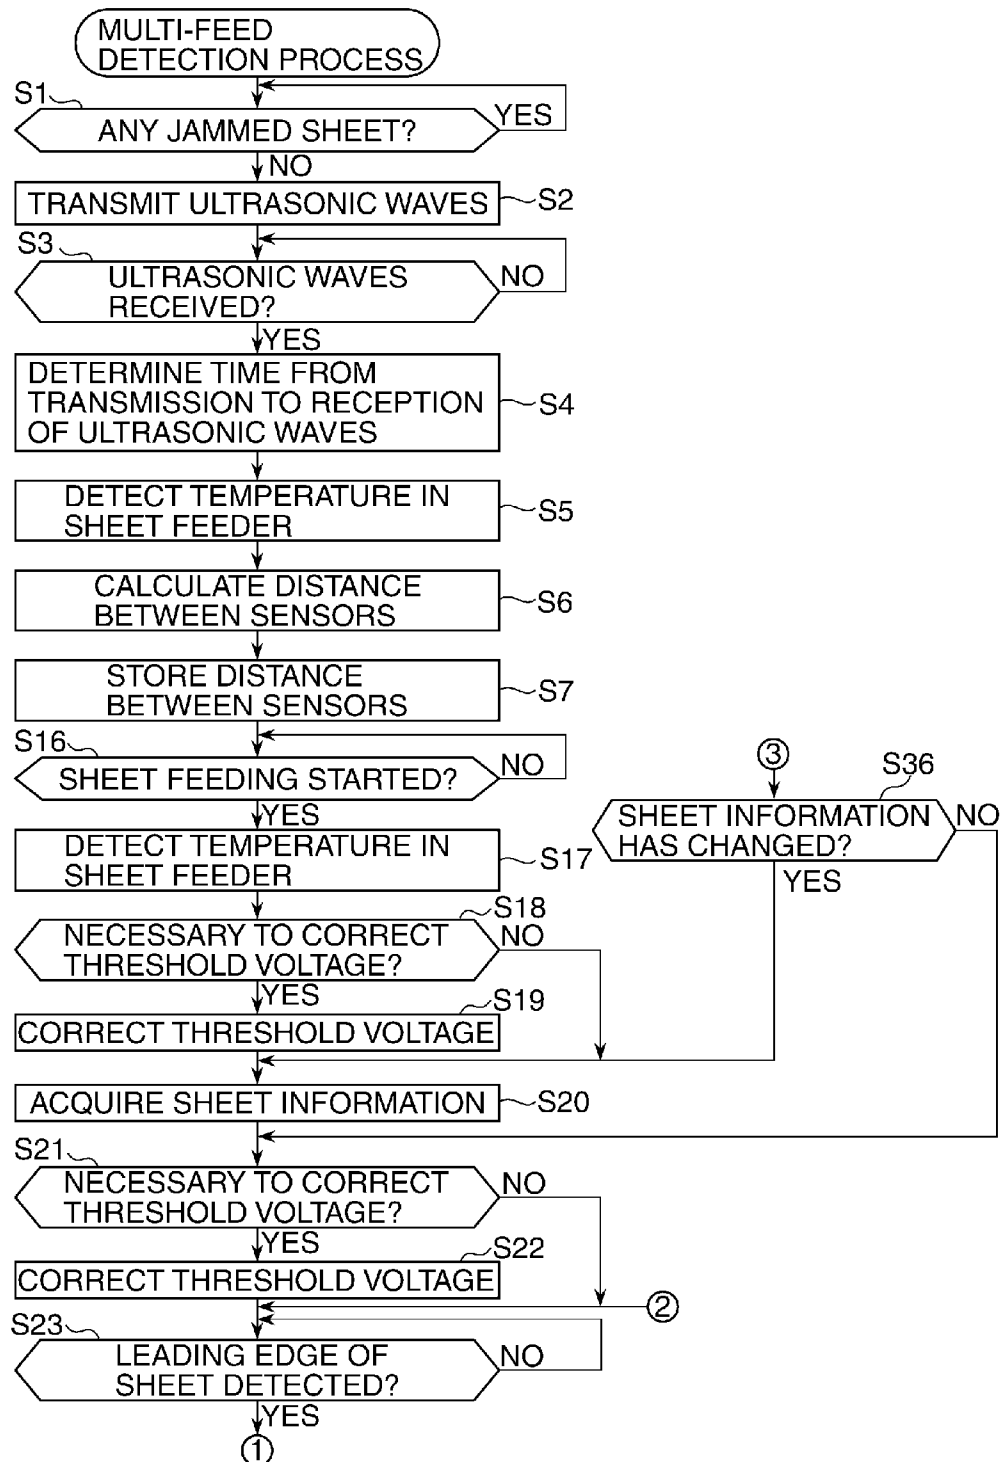 MULTI-FEED
DETECTION PROCESS
S1
YES
ANY JAMMED SHEET?
NO
TRANSMIT ULTRASONIC WAVES
S2
S3
ULTRASONIC WAVES
RECEIVED?
NO
YES
DETERMINE TIME FROM
TRANSMISSION TO RECEPTION
OF ULTRASONIC WAVES
S4
DETECT TEMPERATURE IN
SHEET FEEDER
S5
CALCULATE DISTANCE
BETWEEN SENSORS
S6
STORE DISTANCE
BETWEEN SENSORS
S7
S16
SHEET FEEDING STARTED?
NO
YES
3
S36
SHEET INFORMATION
HAS CHANGED?
NO
YES
DETECT TEMPERATURE IN
SHEET FEEDER
S17
S18
NECESSARY TO CORRECT
THRESHOLD VOLTAGE?
NO
YES
S19
CORRECT THRESHOLD VOLTAGE
ACQUIRE SHEET INFORMATION
S20
S21
NECESSARY TO CORRECT
THRESHOLD VOLTAGE?
NO
YES
S22
CORRECT THRESHOLD VOLTAGE
2
S23
LEADING EDGE OF
SHEET DETECTED?
NO
YES
1